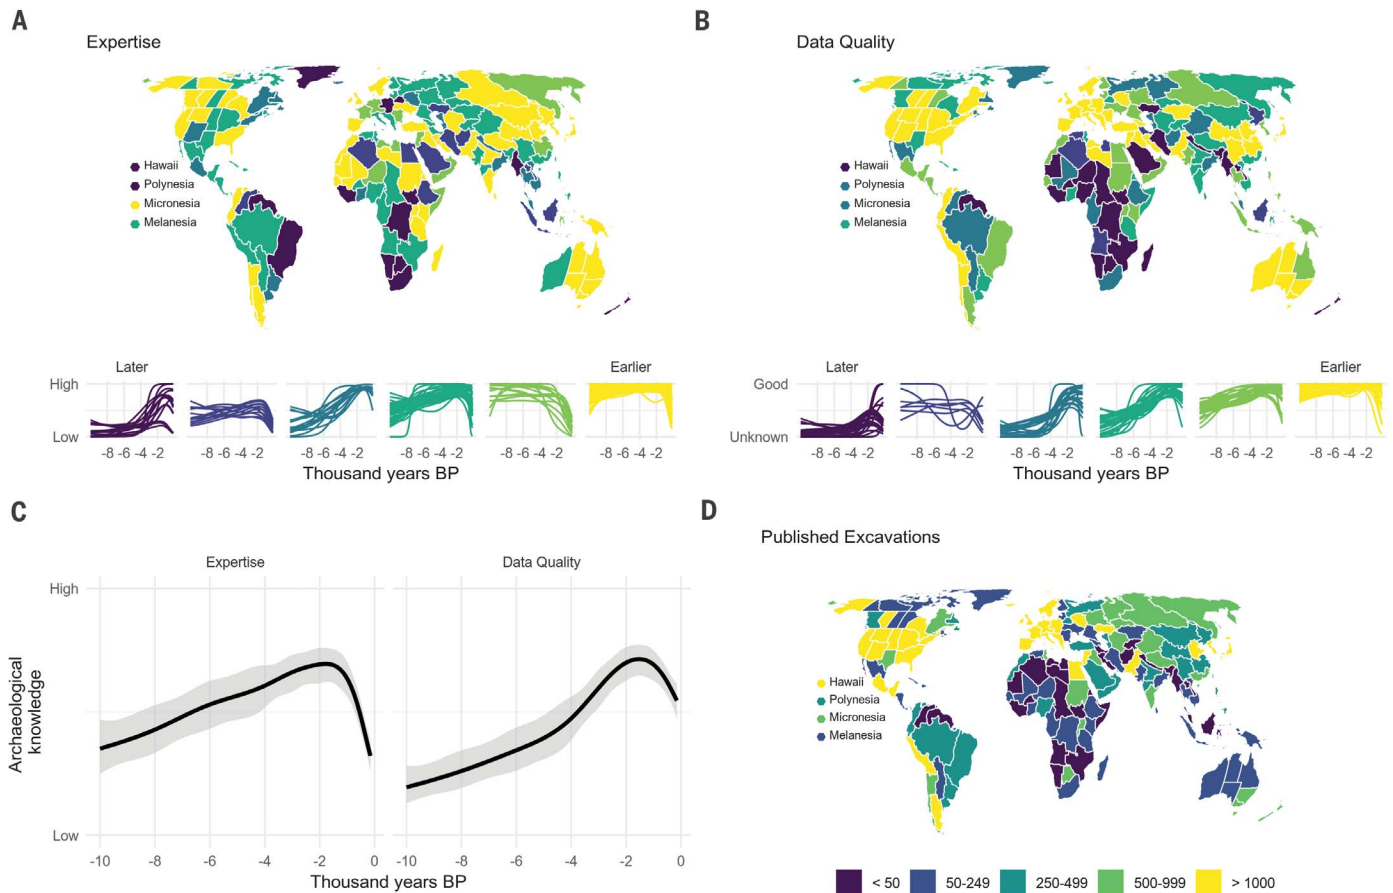 A
Expertise
Hawaii
Polynesia
Micronesia
Melanesia
Later
Earlier
High
Low
-8 -6 -4 -2 -8 -6 -4 -2 -8 -6 -4 -2 -8 -6 -4 -2 -8 -6 -4 -2 -8 -6 -4 -2
Thousand years BP
B
Data Quality
Hawaii
Polynesia
Micronesia
Melanesia
Later
Earlier
Good
Unknown
-8 -6 -4 -2 -8 -6 -4 -2 -8 -6 -4 -2 -8 -6 -4 -2 -8 -6 -4 -2 -8 -6 -4 -2
Thousand years BP
C
Expertise
Data Quality
High
Archaeological
knowledge
Low
-10 -8 -6 -4 -2 0 -10 -8 -6 -4 -2 0
Thousand years BP
D
Published Excavations
Hawaii
Polynesia
Micronesia
Melanesia
< 50 50-249 250-499 500-999 > 1000